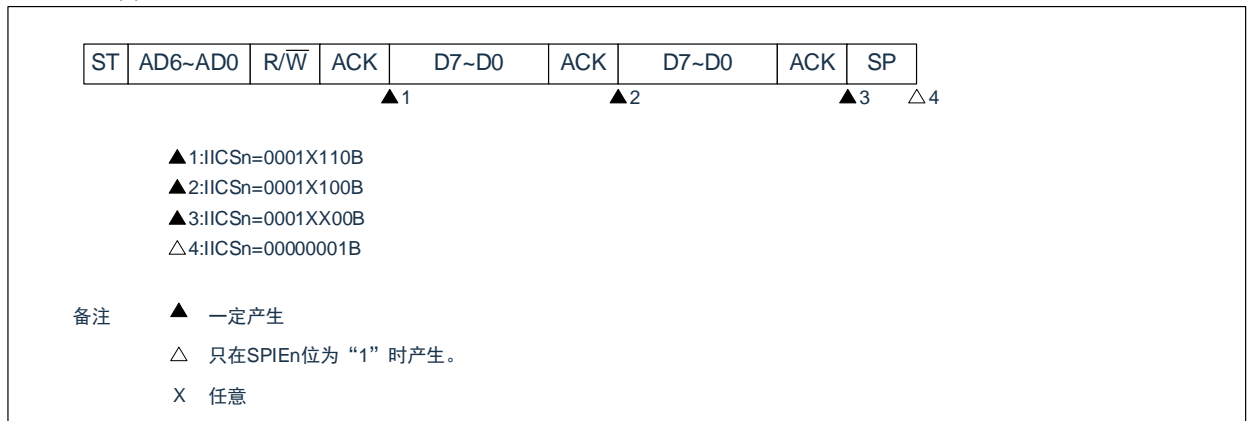 ST AD6~AD0 R/W̅ ACK D7~D0 ACK D7~D0 ACK SP
▲1 ▲2 ▲3 △4
▲1:IICSn=0001X110B
▲2:IICSn=0001X100B
▲3:IICSn=0001XX00B
△4:IICSn=00000001B
备注 ▲ 一定产生
△ 只在SPIEn位为“1”时产生。
X 任意